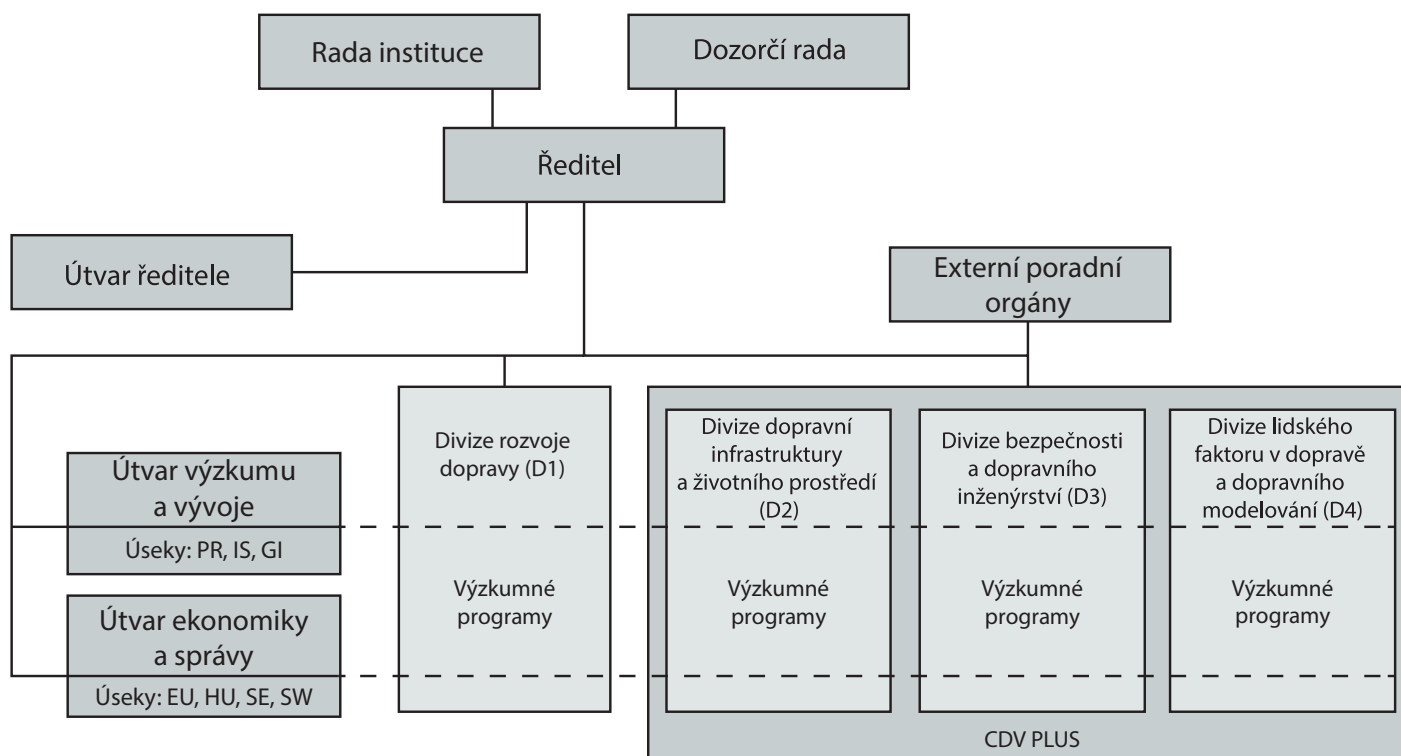 Rada instituce
Dozorčí rada
Ředitel
Útvar ředitele
Externí poradní
orgány
Útvar výzkumu
a vývoje
Úseky: PR, IS, GI
Útvar ekonomiky
a správy
Úseky: EU, HU, SE, SW
Divize rozvoje
dopravy (D1)
Výzkumné
programy
Divize dopravní
infrastruktury
a životního prostředí
(D2)
Výzkumné
programy
Divize bezpečnosti
a dopravního
inženýrství (D3)
Výzkumné
programy
Divize lidského
faktoru v dopravě
a dopravního
modelování (D4)
Výzkumné
programy
CDV PLUS